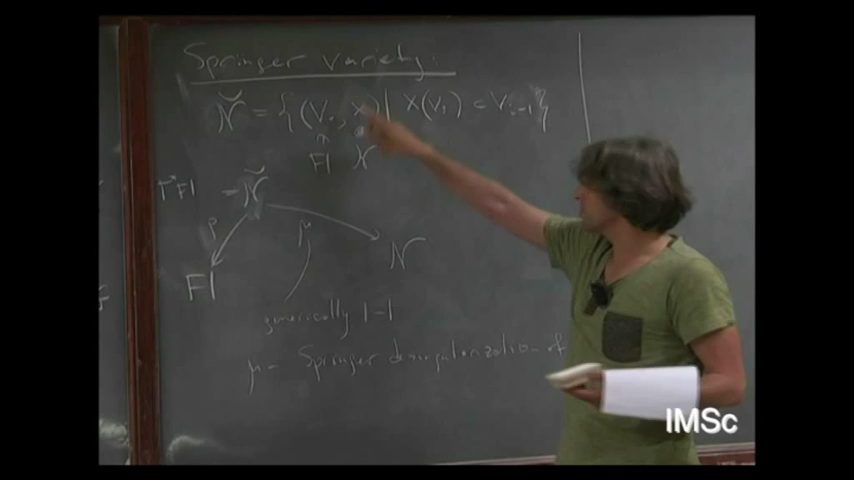 Springer variety:
Ñ = { (V., X) | X(Vi) ⊂ Vi-1 }
Fl N
T*Fl = Ñ
ρ μ
Fl N
generically 1-1
μ - Springer desingularization of
IMSc